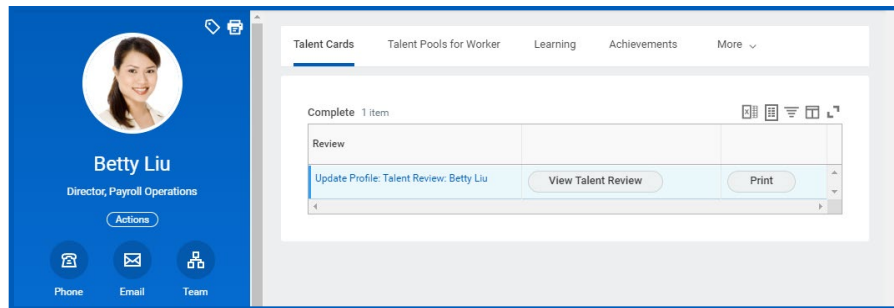 Betty Liu
Director, Payroll Operations
Actions
Phone Email Team
Talent Cards Talent Pools for Worker Learning Achievements More
Complete 1 item
Review
Update Profile: Talent Review: Betty Liu View Talent Review Print